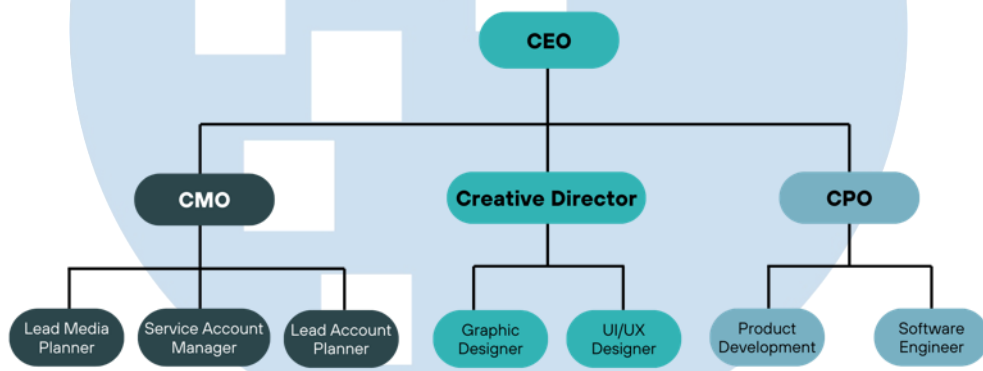 CEO
CMO
Creative Director
CPO
Lead Media
Planner
Service Account
Manager
Lead Account
Planner
Graphic
Designer
UI/UX
Designer
Product
Development
Software
Engineer